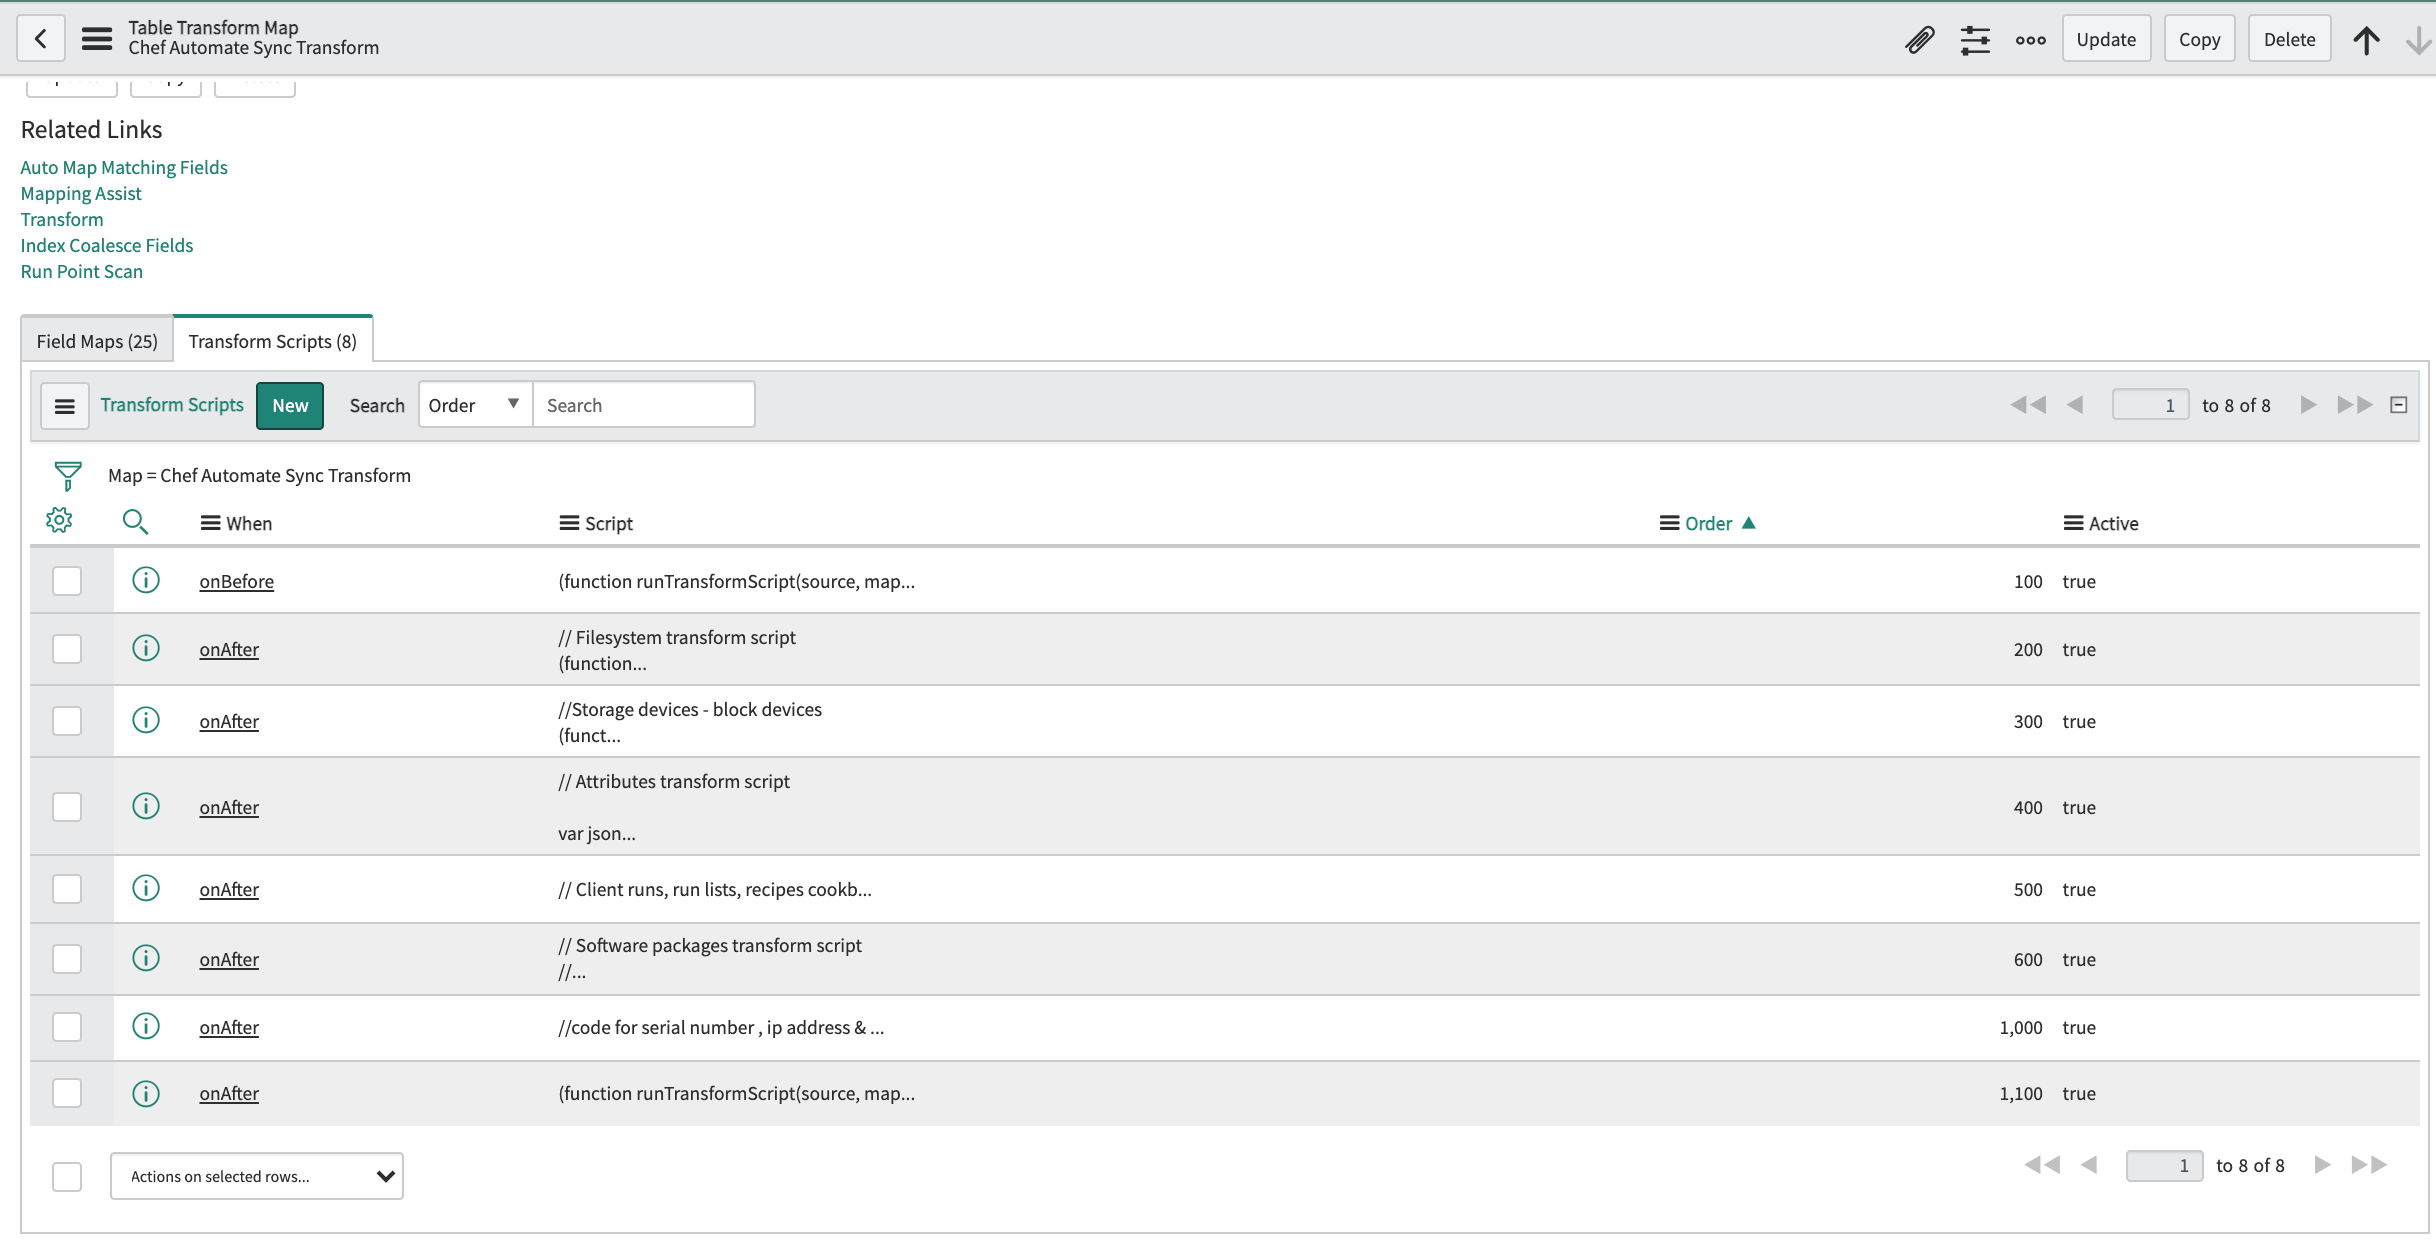 Table Transform Map
Chef Automate Sync Transform
Update Copy Delete
Related Links
Auto Map Matching Fields
Mapping Assist
Transform
Index Coalesce Fields
Run Point Scan
Field Maps (25) Transform Scripts (8)
Transform Scripts New Search Order Search 1 to 8 of 8
Map = Chef Automate Sync Transform
When Script Order Active
onBefore (function runTransformScript(source, map... 100 true
onAfter // Filesystem transform script
(function... 200 true
onAfter //Storage devices - block devices
(funct... 300 true
onAfter // Attributes transform script
var json... 400 true
onAfter // Client runs, run lists, recipes cookb... 500 true
onAfter // Software packages transform script
//... 600 true
onAfter //code for serial number , ip address & ... 1,000 true
onAfter (function runTransformScript(source, map... 1,100 true
Actions on selected rows... 1 to 8 of 8